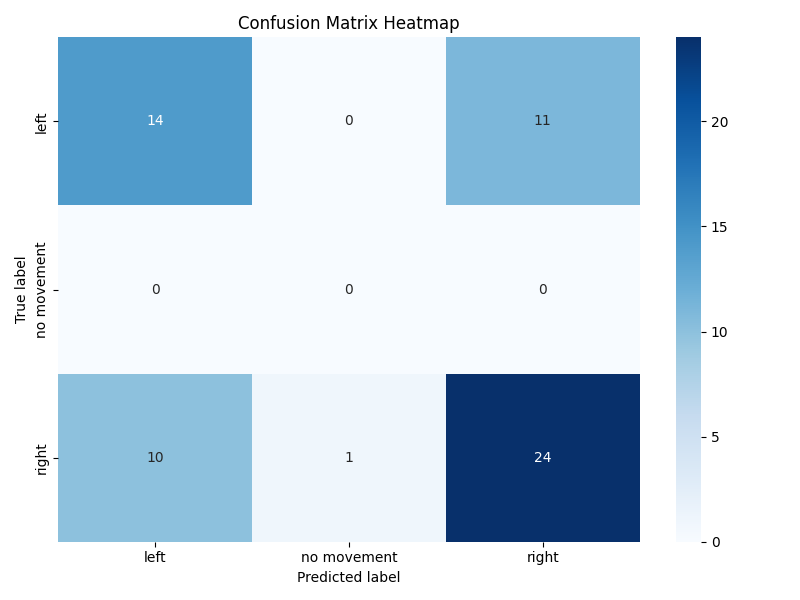 Confusion Matrix Heatmap
True label
left
14 0 11
no movement
0 0 0
right
10 1 24
left no movement right
Predicted label
20
15
10
5
0